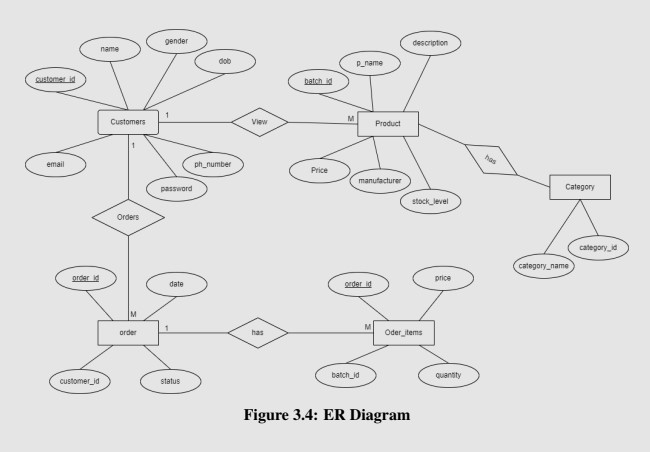 gender
name
description
dob
p_name
customer_id
batch_id
Customers
1
View
M
Product
1
has
email
ph_number
Price
manufacturer
password
stock_level
Category
Orders
category_id
category_name
order_id
date
order_id
price
M
order
1
has
M
Oder_items
customer_id
status
batch_id
quantity
Figure 3.4: ER Diagram